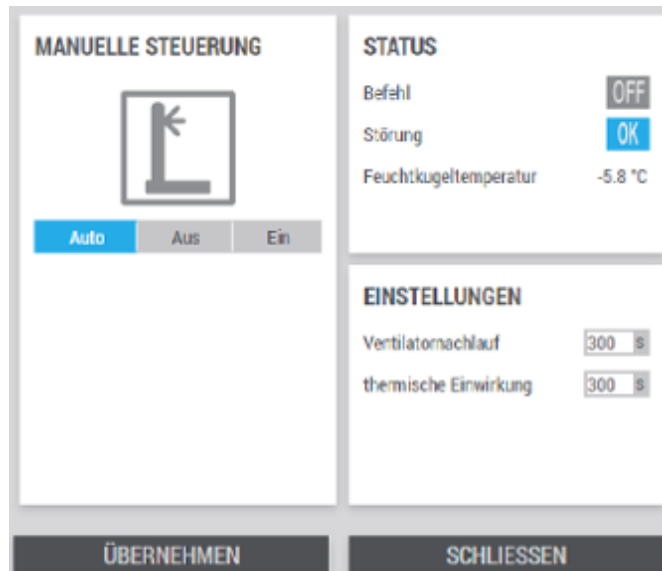 MANUELLE STEUERUNG
Auto Aus Ein
STATUS
Befehl OFF
Störung OK
Feuchtkugeltemperatur -5.8 °C
EINSTELLUNGEN
Ventilatornachlauf 300 s
thermische Einwirkung 300 s
ÜBERNEHMEN SCHLIESSEN